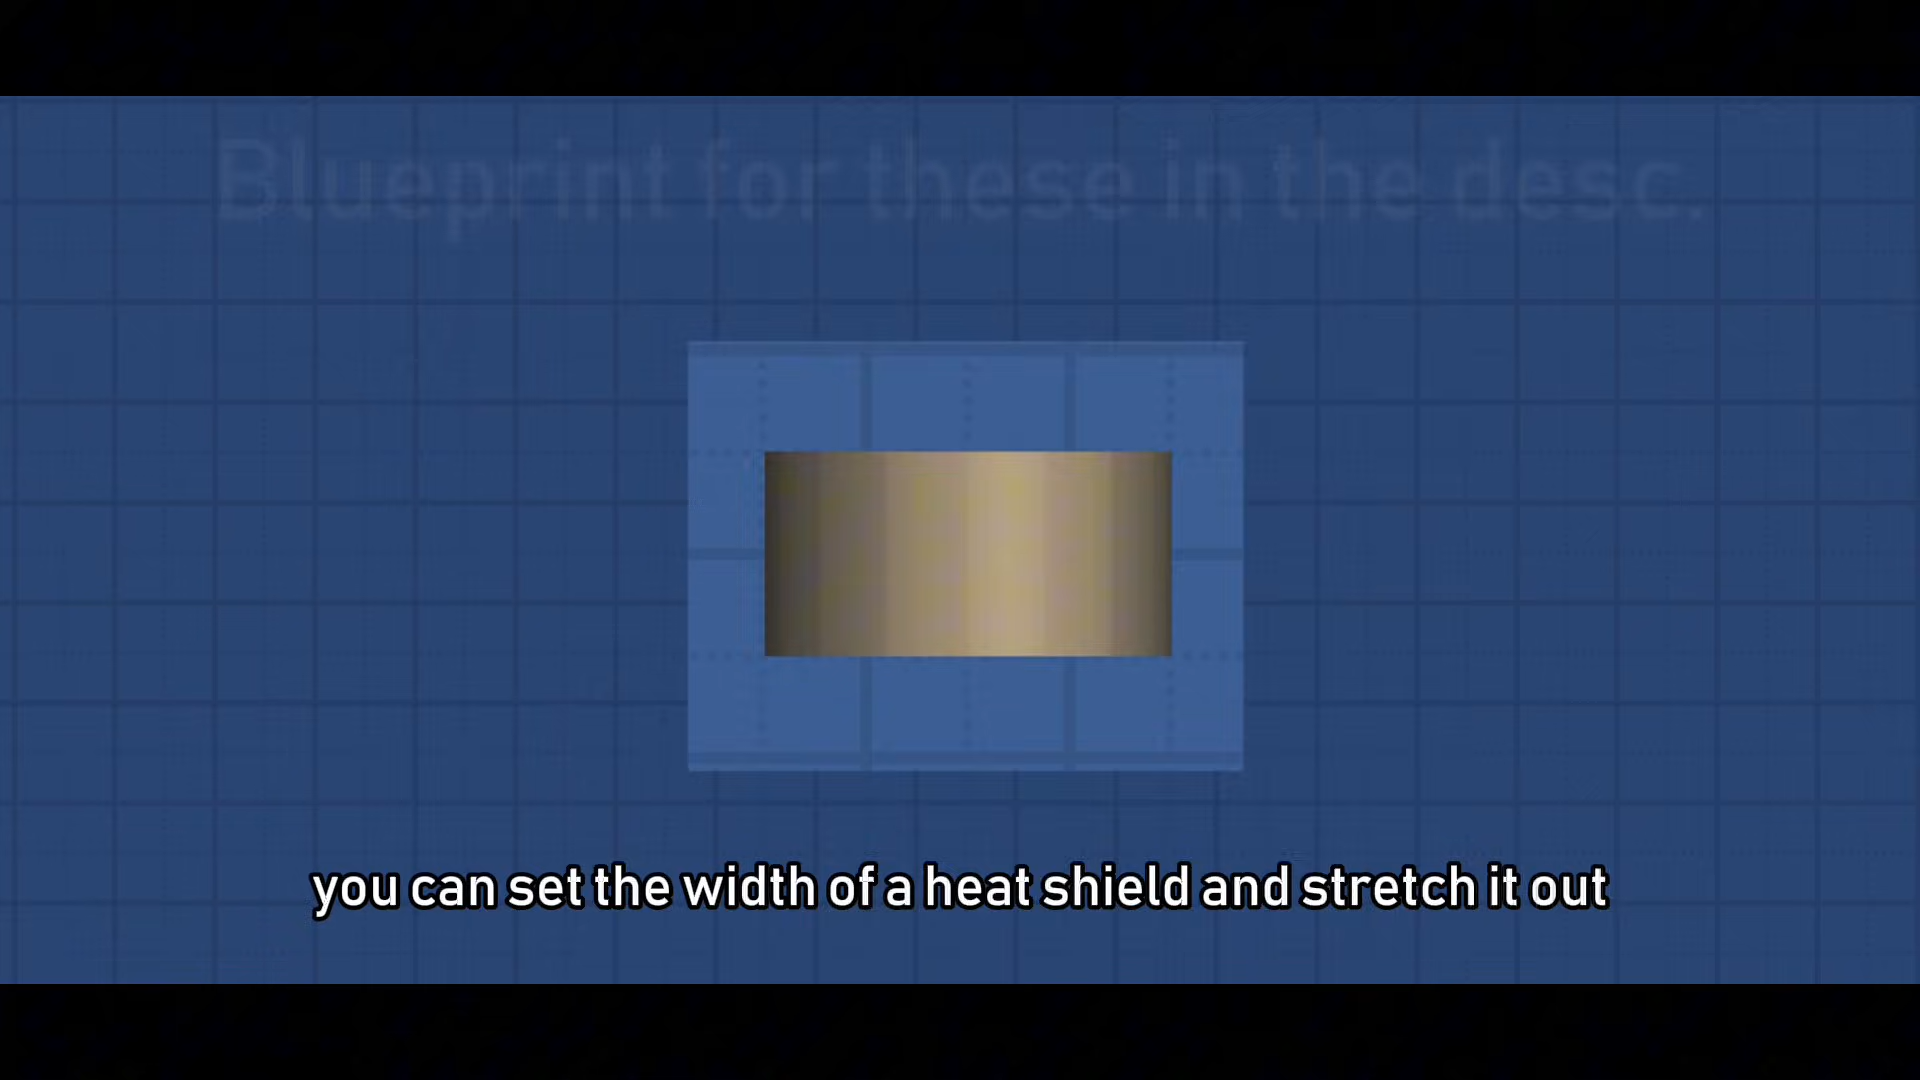 Blueprint for these in the desc.
you can set the width of a heat shield and stretch it out